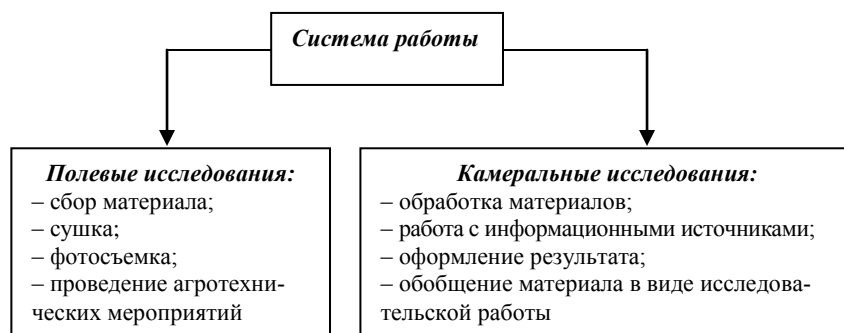 Система работы
Полевые исследования:
– сбор материала;
– сушка;
– фотосъемка;
– проведение агротехни-
ческих мероприятий
Камеральные исследования:
– обработка материалов;
– работа с информационными источниками;
– оформление результата;
– обобщение материала в виде исследова-
тельской работы